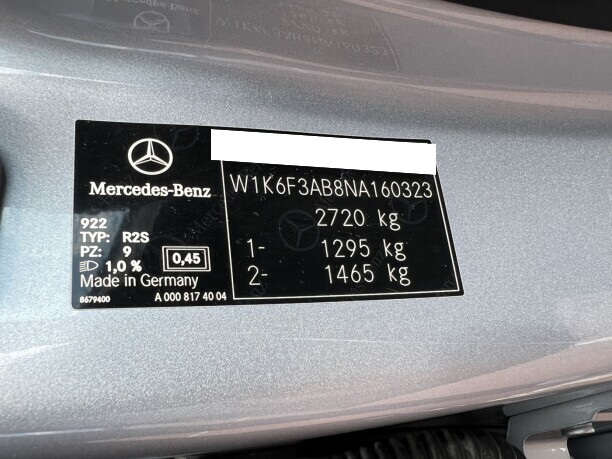 Mercedes-Benz
W1K6F3AB8NA160323
2720 kg
1- 1295 kg
2- 1465 kg
922
TYP: R2S
PZ: 9
1,0 % 0,45
Made in Germany
8679400 A 000 817 40 04